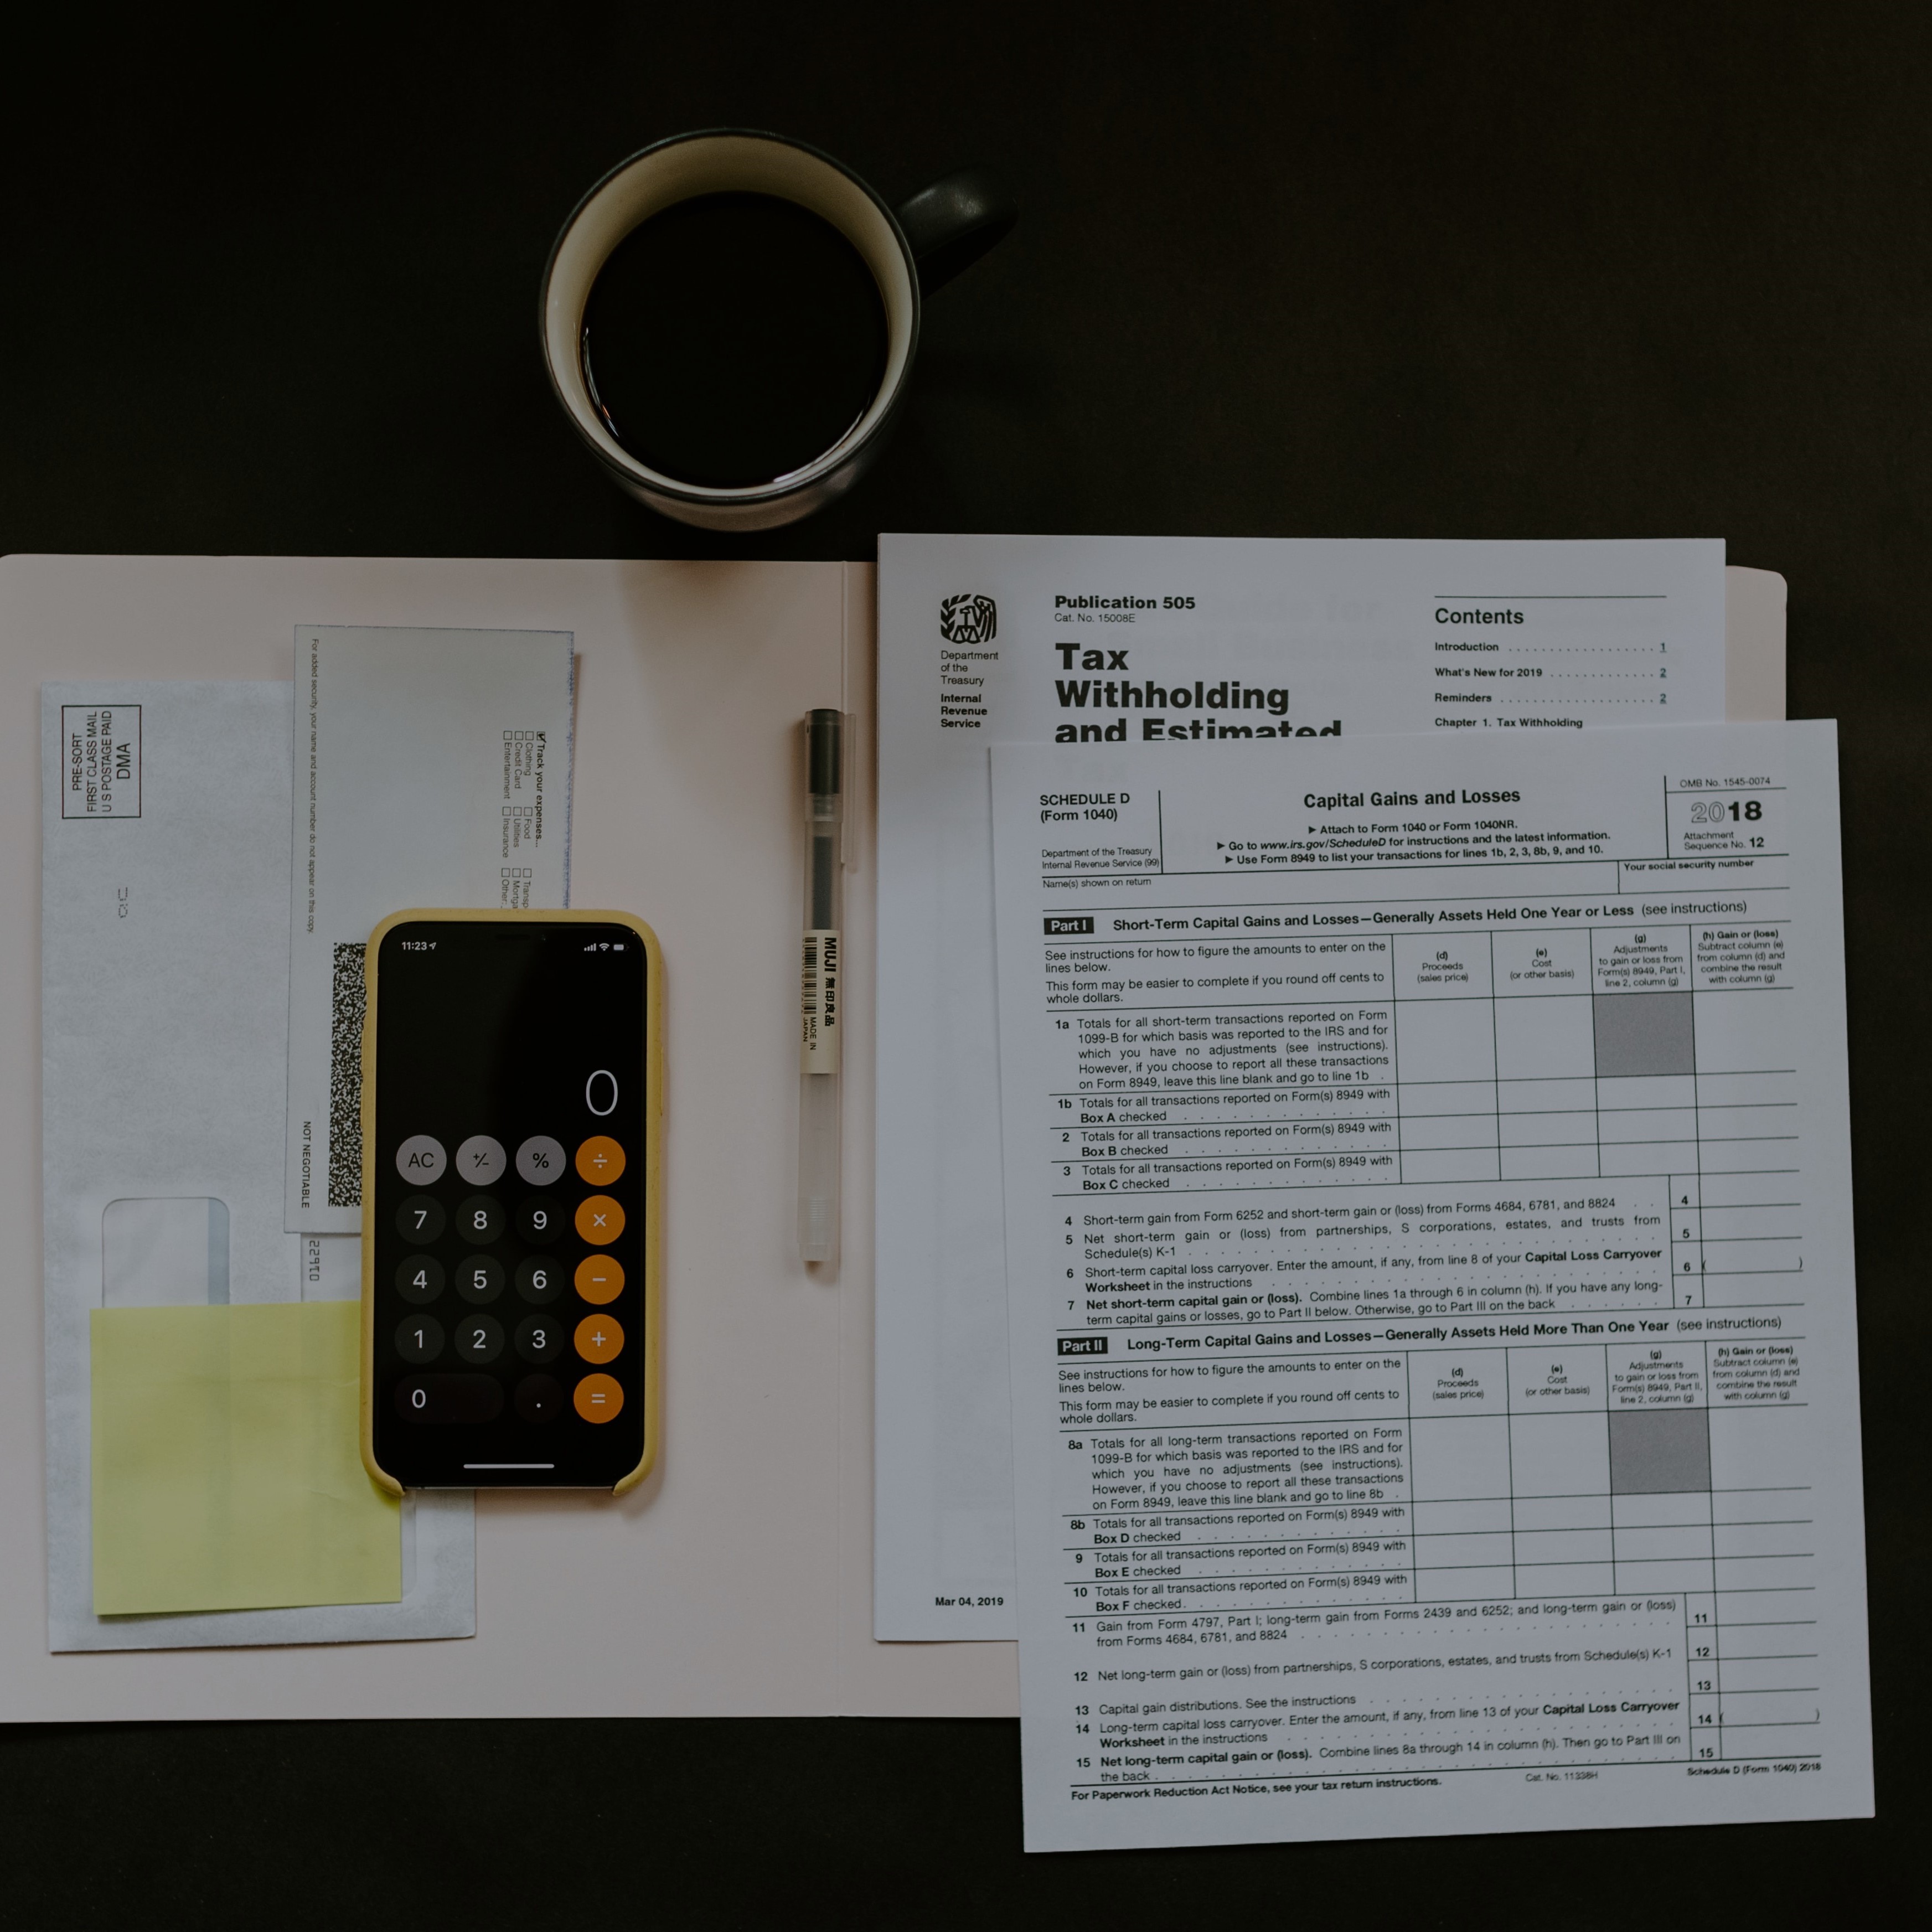 PRE-SORT
FIRST CLASS MAIL
U S POSTAGE PAID
DMA
For added security, your name and account number do not appear on this copy.
Track your expenses...
Clothing
Food
Transp
Credit Card
Utilities
Mortga
Entertainment
Insurance
Other
NOT NEGOTIABLE
22910
11:23
0
AC +/- % ÷
7 8 9 ×
4 5 6 −
1 2 3 +
0 . =
MUJI 無印良品
MADE IN
JAPAN
Department
of the
Treasury
Internal
Revenue
Service
Publication 505
Cat. No. 15008E
Tax
Withholding
and Estimated
Contents
Introduction . . . . . . . . . . . . . . . . . . 1
What's New for 2019 . . . . . . . . . . . . . 2
Reminders . . . . . . . . . . . . . . . . . . . 2
Chapter 1. Tax Withholding
Mar 04, 2019
SCHEDULE D
(Form 1040)
Department of the Treasury
Internal Revenue Service (99)
Capital Gains and Losses
▶ Attach to Form 1040 or Form 1040NR.
▶ Go to www.irs.gov/ScheduleD for instructions and the latest information.
▶ Use Form 8949 to list your transactions for lines 1b, 2, 3, 8b, 9, and 10.
OMB No. 1545-0074
2018
Attachment
Sequence No. 12
Name(s) shown on return
Your social security number
Part I Short-Term Capital Gains and Losses—Generally Assets Held One Year or Less (see instructions)
See instructions for how to figure the amounts to enter on the
lines below.
This form may be easier to complete if you round off cents to
whole dollars.
(d)
Proceeds
(sales price)
(e)
Cost
(or other basis)
(g)
Adjustments
to gain or loss from
Form(s) 8949, Part I,
line 2, column (g)
(h) Gain or (loss)
Subtract column (e)
from column (d) and
combine the result
with column (g)
1a Totals for all short-term transactions reported on Form
1099-B for which basis was reported to the IRS and for
which you have no adjustments (see instructions).
However, if you choose to report all these transactions
on Form 8949, leave this line blank and go to line 1b .
1b Totals for all transactions reported on Form(s) 8949 with
Box A checked . . . . . . . . . . . . .
2 Totals for all transactions reported on Form(s) 8949 with
Box B checked . . . . . . . . . . . . .
3 Totals for all transactions reported on Form(s) 8949 with
Box C checked . . . . . . . . . . . . .
4 Short-term gain from Form 6252 and short-term gain or (loss) from Forms 4684, 6781, and 8824 . . 4
5 Net short-term gain or (loss) from partnerships, S corporations, estates, and trusts from
Schedule(s) K-1 . . . . . . . . . . . . . . . . . . . . . . . . . . . 5
6 Short-term capital loss carryover. Enter the amount, if any, from line 8 of your Capital Loss Carryover
Worksheet in the instructions . . . . . . . . . . . . . . . . . . . . . . . 6 ( )
7 Net short-term capital gain or (loss). Combine lines 1a through 6 in column (h). If you have any long-
term capital gains or losses, go to Part II below. Otherwise, go to Part III on the back . . . . . . 7
Part II Long-Term Capital Gains and Losses—Generally Assets Held More Than One Year (see instructions)
See instructions for how to figure the amounts to enter on the
lines below.
This form may be easier to complete if you round off cents to
whole dollars.
(d)
Proceeds
(sales price)
(e)
Cost
(or other basis)
(g)
Adjustments
to gain or loss from
Form(s) 8949, Part II,
line 2, column (g)
(h) Gain or (loss)
Subtract column (e)
from column (d) and
combine the result
with column (g)
8a Totals for all long-term transactions reported on Form
1099-B for which basis was reported to the IRS and for
which you have no adjustments (see instructions).
However, if you choose to report all these transactions
on Form 8949, leave this line blank and go to line 8b .
8b Totals for all transactions reported on Form(s) 8949 with
Box D checked . . . . . . . . . . . . .
9 Totals for all transactions reported on Form(s) 8949 with
Box E checked . . . . . . . . . . . . .
10 Totals for all transactions reported on Form(s) 8949 with
Box F checked . . . . . . . . . . . . .
11 Gain from Form 4797, Part I; long-term gain from Forms 2439 and 6252; and long-term gain or (loss)
from Forms 4684, 6781, and 8824 . . . . . . . . . . . . . . . . . . . . . 11
12 Net long-term gain or (loss) from partnerships, S corporations, estates, and trusts from Schedule(s) K-1 12
13 Capital gain distributions. See the instructions . . . . . . . . . . . . . . . . . 13
14 Long-term capital loss carryover. Enter the amount, if any, from line 13 of your Capital Loss Carryover
Worksheet in the instructions . . . . . . . . . . . . . . . . . . . . . . . 14 ( )
15 Net long-term capital gain or (loss). Combine lines 8a through 14 in column (h). Then go to Part III on
the back . . . . . . . . . . . . . . . . . . . . . . . . . . . . . 15
For Paperwork Reduction Act Notice, see your tax return instructions. Cat. No. 11338H Schedule D (Form 1040) 2018